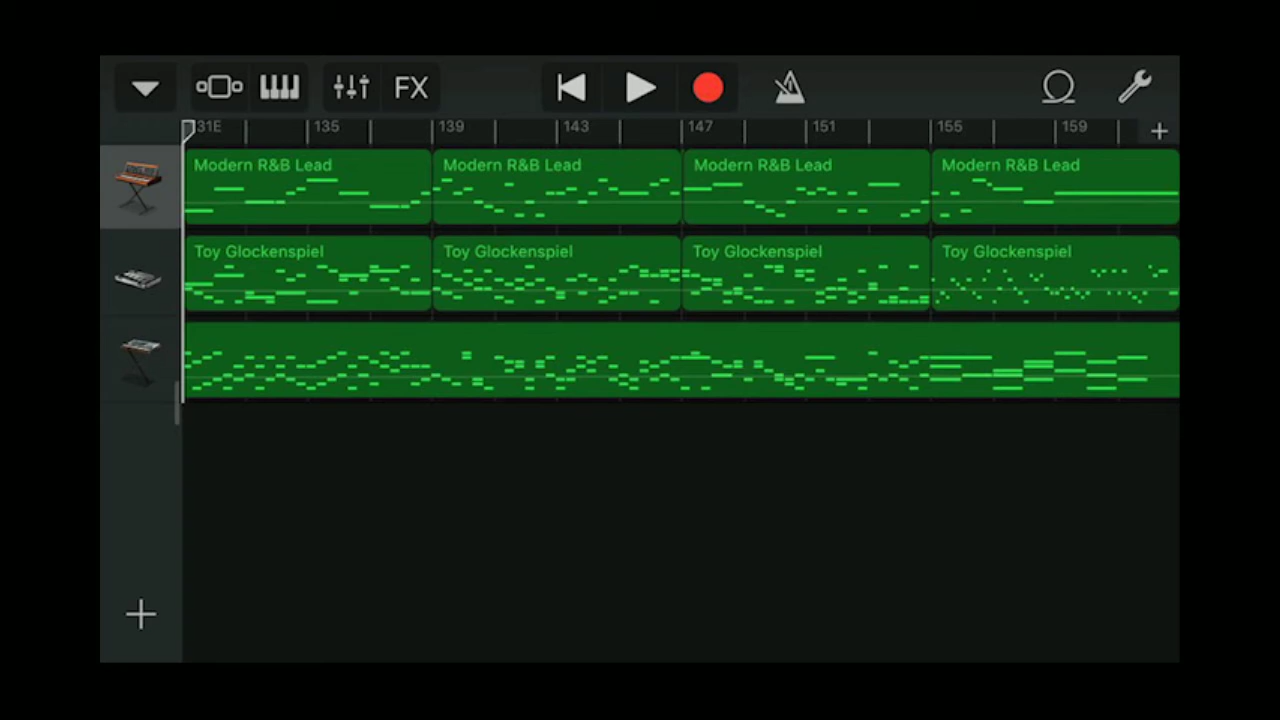 FX
31E 135 139 143 147 151 155 159
Modern R&B Lead Modern R&B Lead Modern R&B Lead Modern R&B Lead
Toy Glockenspiel Toy Glockenspiel Toy Glockenspiel Toy Glockenspiel